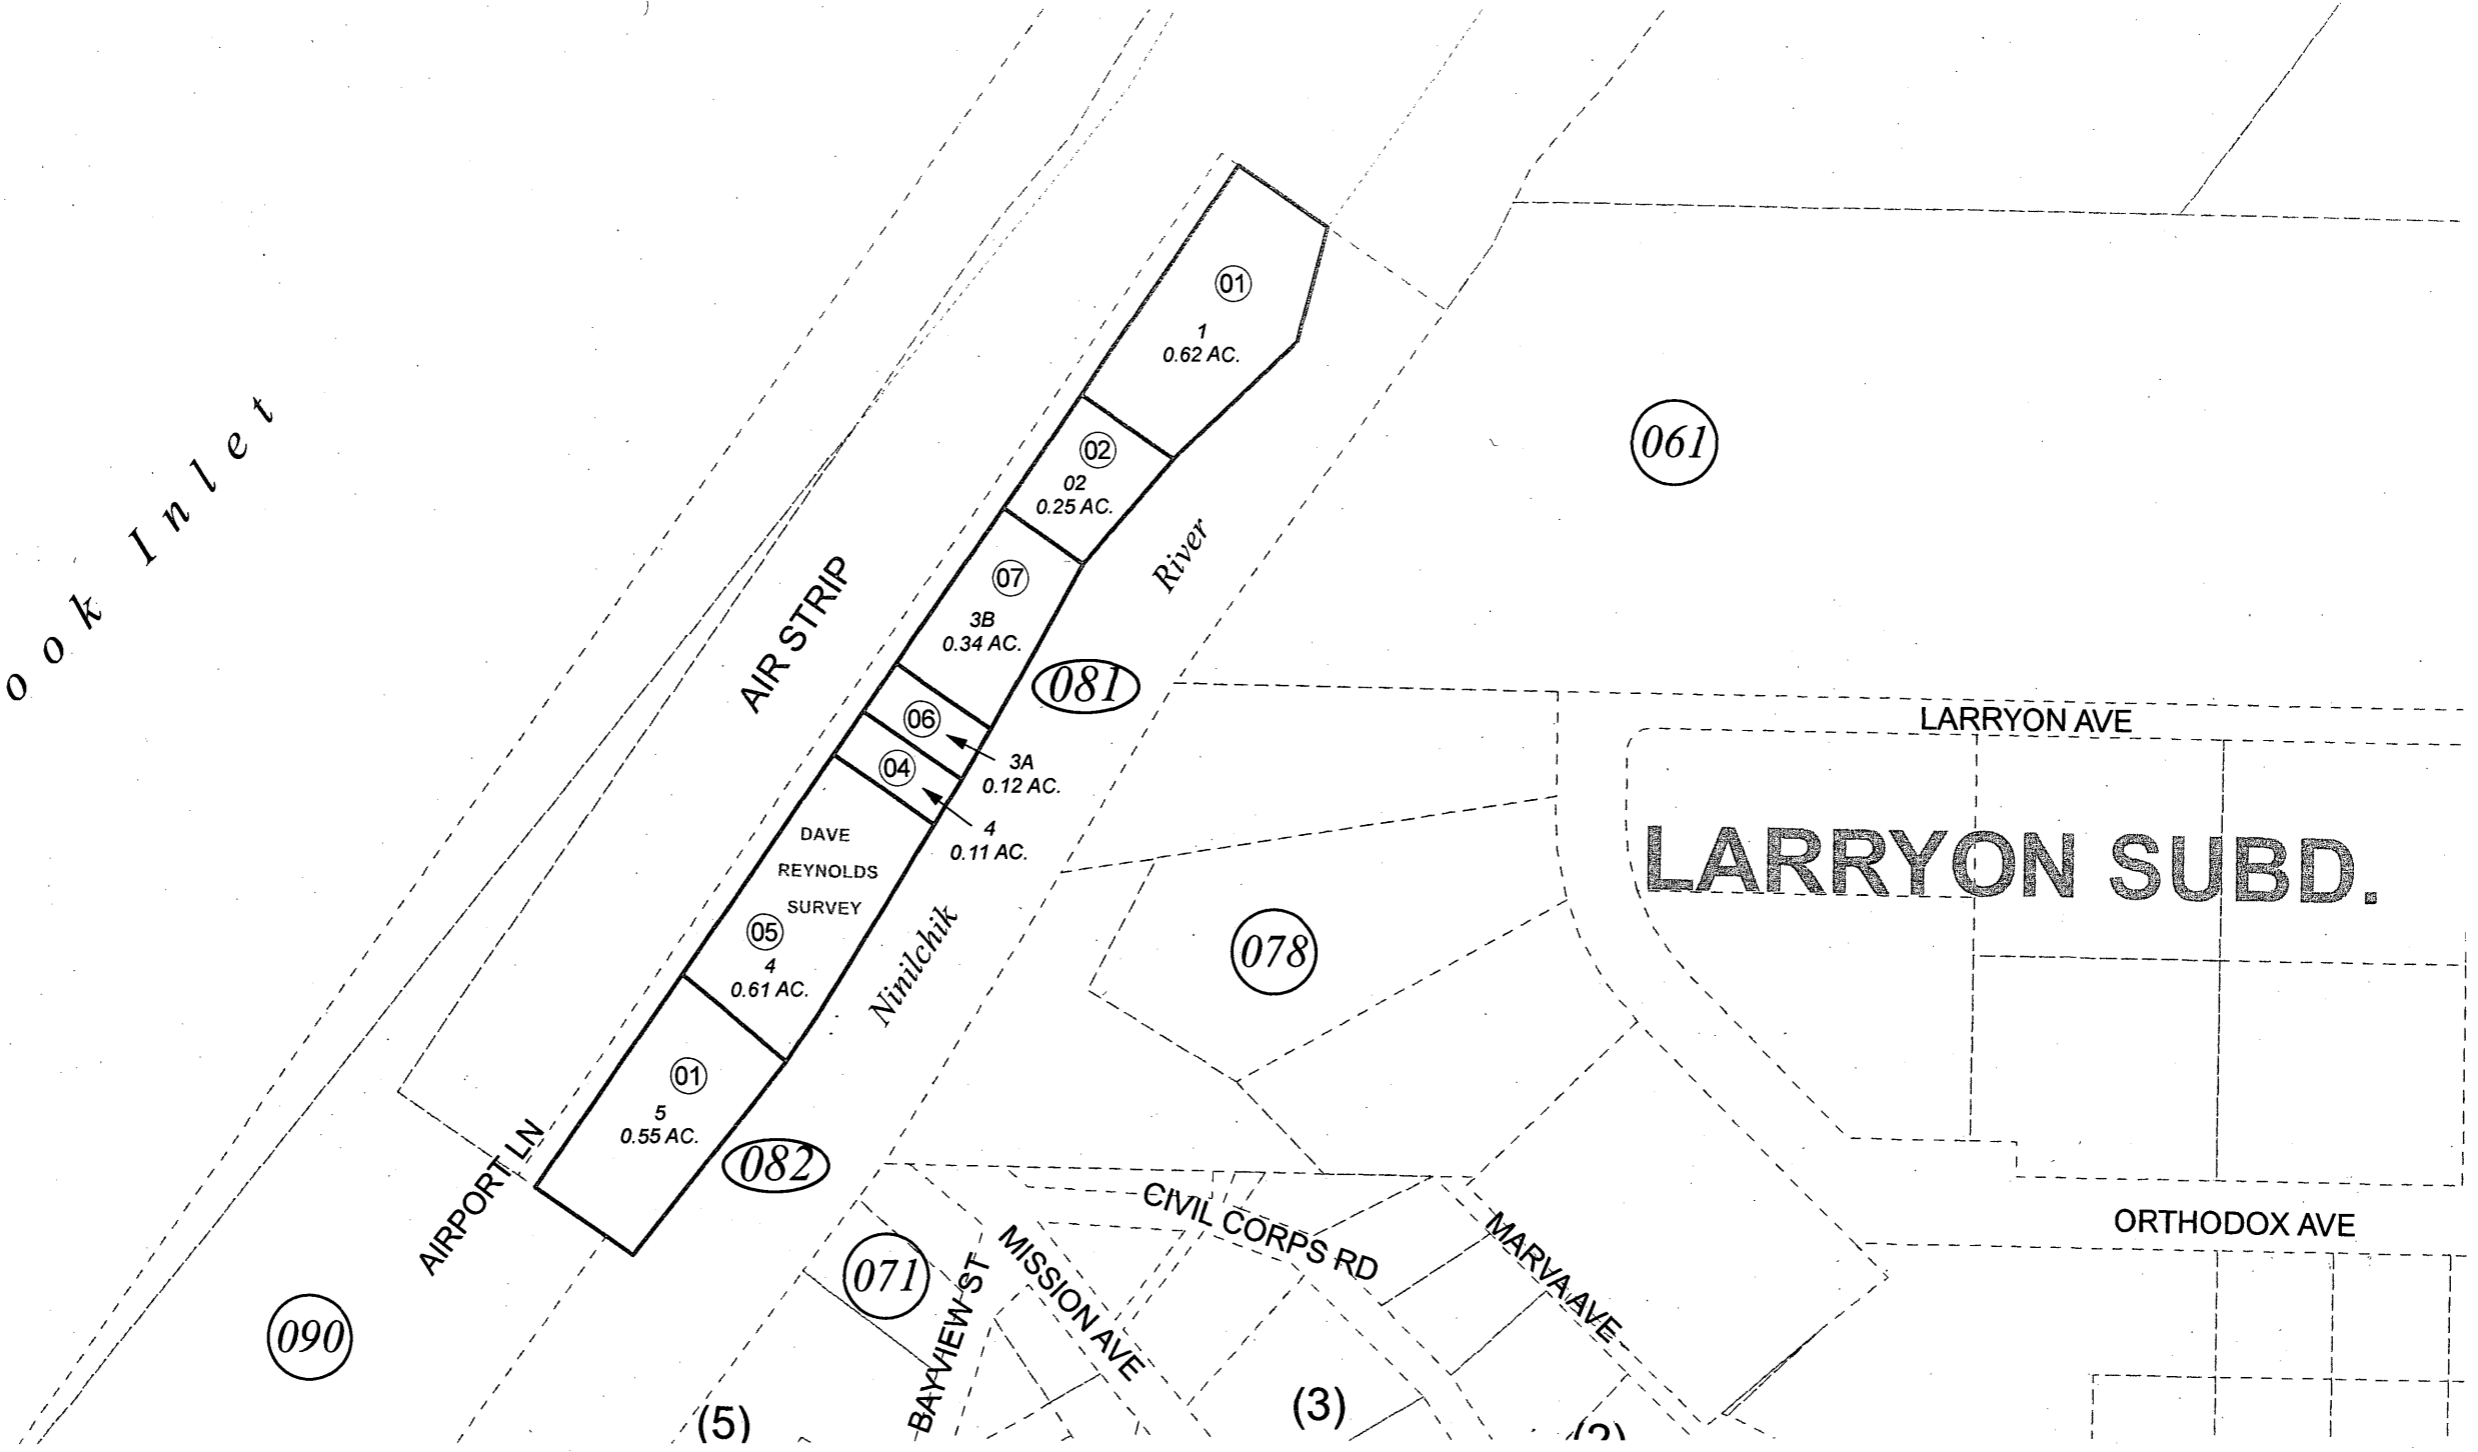 01
1
0.62 AC.
ook Inlet
061
02
02
0.25 AC.
River
07
3B
0.34 AC.
AIR STRIP
081
LARRYON AVE
06
3A
0.12 AC.
04
4
0.11 AC.
DAVE
REYNOLDS
SURVEY
LARRYON SUBD.
05
4
0.61 AC.
Ninilchik
078
01
5
0.55 AC.
082
AIRPORT LN
CIVIL CORPS RD
MARVA AVE
ORTHODOX AVE
071
MISSION AVE
BAYVIEW ST
090
(5)
(3)